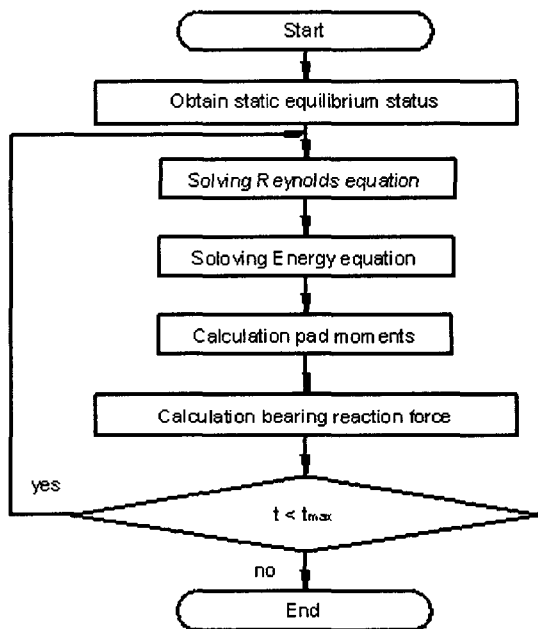 Start
Obtain static equilibrium status
Solving Reynolds equation
Soloving Energy equation
Calculation pad moments
Calculation bearing reaction force
yes
t < tmax
no
End